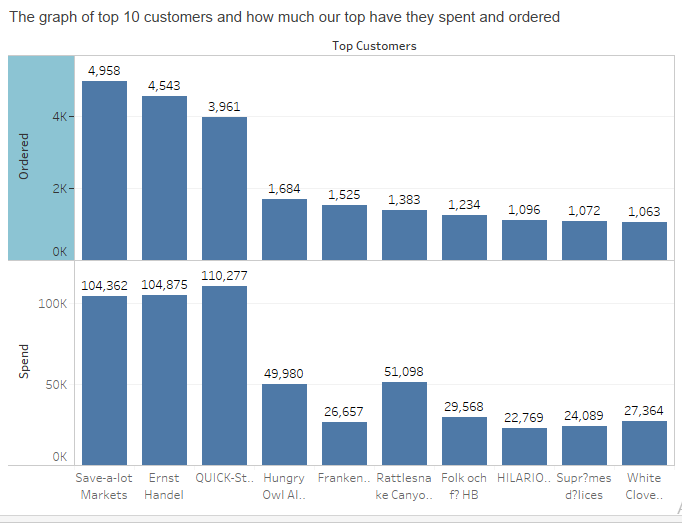 The graph of top 10 customers and how much our top have they spent and ordered
Top Customers
Ordered
4K
2K
0K
4,958
4,543
3,961
1,684
1,525
1,383
1,234
1,096
1,072
1,063
Spend
100K
50K
0K
104,362
104,875
110,277
49,980
26,657
51,098
29,568
22,769
24,089
27,364
Save-a-lot
Markets
Ernst
Handel
QUICK-St..
Hungry
Owl Al..
Franken..
Rattlesna
ke Canyo..
Folk och
f? HB
HILARIO..
Supr?mes
d?lices
White
Clove..